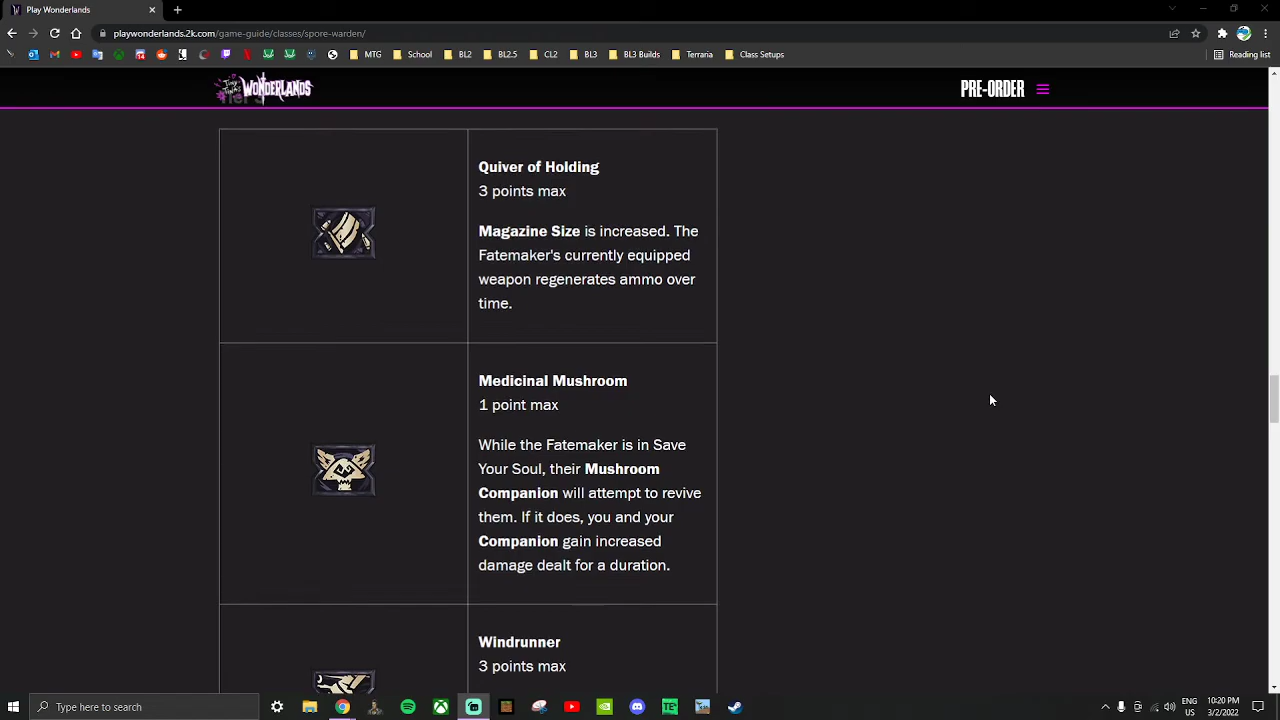 Play Wonderlands
playwonderlands.2k.com/game-guide/classes/spore-warden/
MTG School BL2 BL2.5 CL2 BL3 BL3 Builds Terraria Class Setups Reading list
TINY TINA'S WONDERLANDS
PRE-ORDER
Quiver of Holding
3 points max
Magazine Size is increased. The
Fatemaker's currently equipped
weapon regenerates ammo over
time.
Medicinal Mushroom
1 point max
While the Fatemaker is in Save
Your Soul, their Mushroom
Companion will attempt to revive
them. If it does, you and your
Companion gain increased
damage dealt for a duration.
Windrunner
3 points max
Type here to search
ENG
US
10:20 PM
3/2/2022